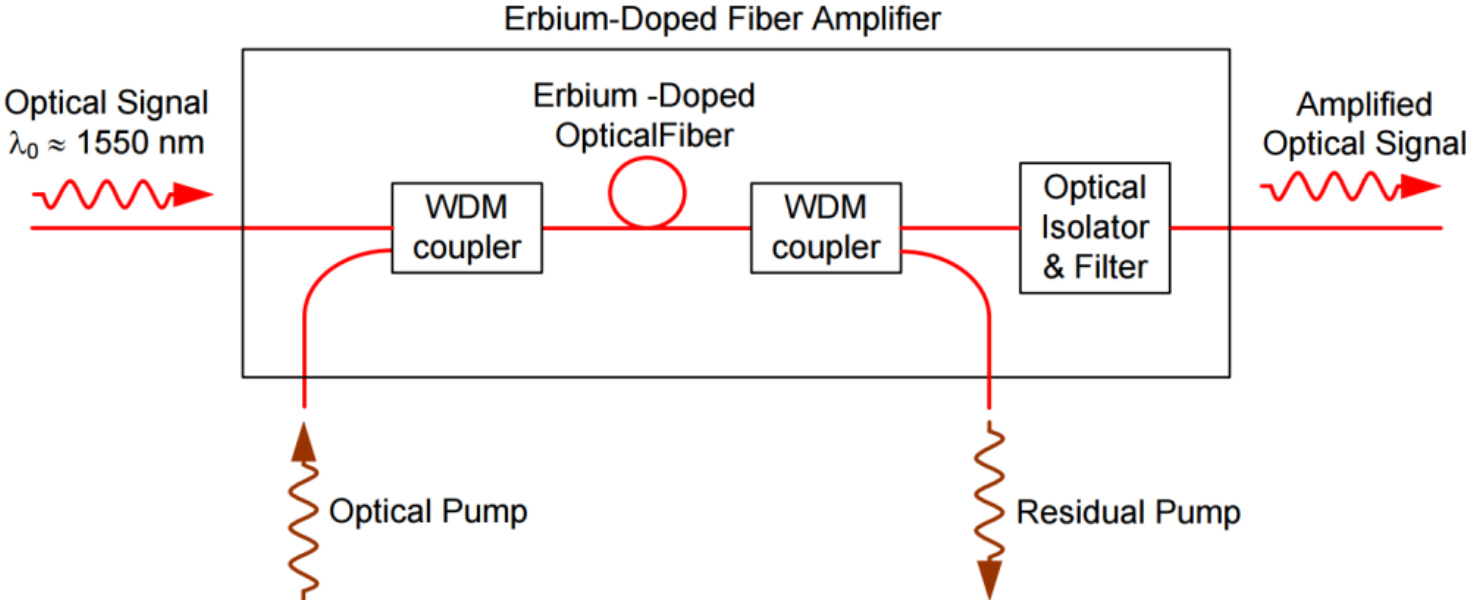 Erbium-Doped Fiber Amplifier
Optical Signal
λ₀ ≈ 1550 nm
Erbium -Doped
OpticalFiber
Amplified
Optical Signal
WDM
coupler
WDM
coupler
Optical
Isolator
& Filter
Optical Pump
Residual Pump